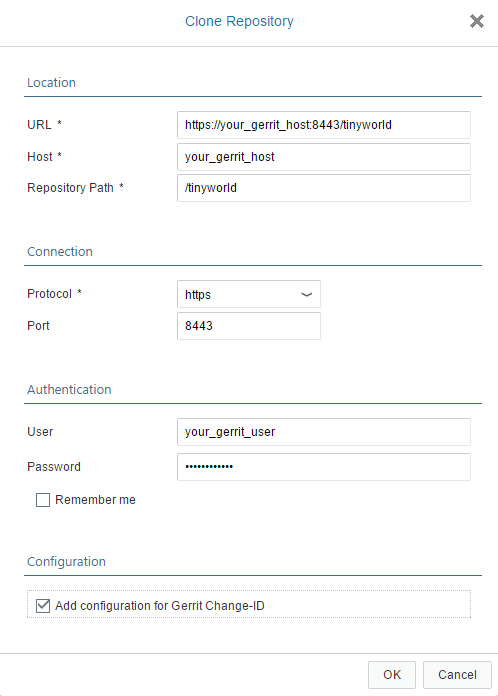 Clone Repository
Location
URL *
https://your_gerrit_host:8443/tinyworld
Host *
your_gerrit_host
Repository Path *
/tinyworld
Connection
Protocol *
https
Port
8443
Authentication
User
your_gerrit_user
Password
••••••••••••
Remember me
Configuration
Add configuration for Gerrit Change-ID
OK
Cancel